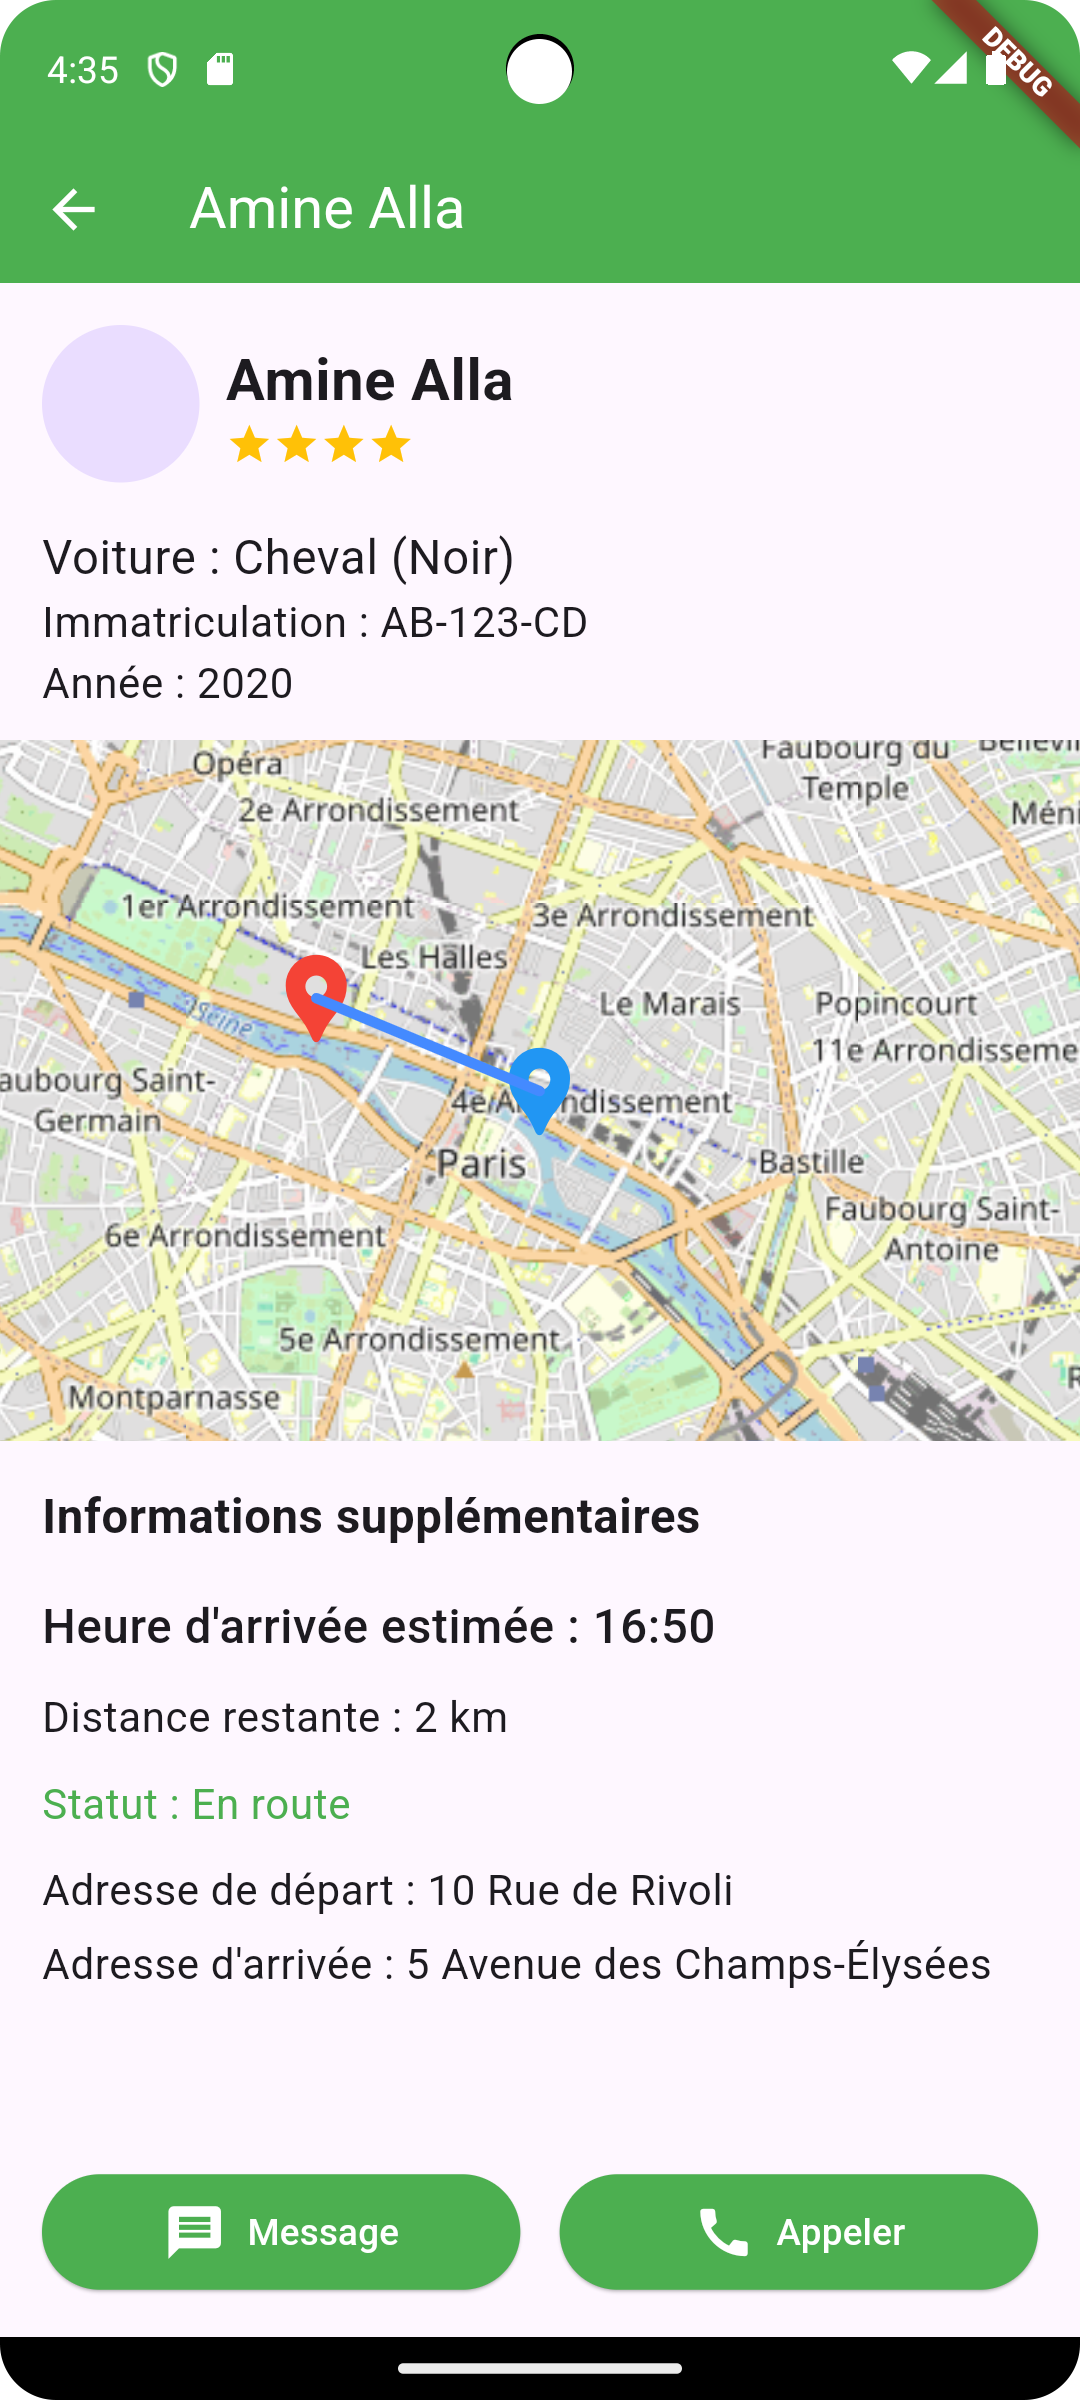 4:35
DEBUG
Amine Alla
Amine Alla
Voiture : Cheval (Noir)
Immatriculation : AB-123-CD
Année : 2020
Opéra
Faubourg du
Temple
2e Arrondissement
1er Arrondissement
3e Arrondissement
Les Halles
Le Marais
Popincourt
Seine
11e Arrondisseme
aubourg Saint-
Germain
4e A ndissement
Paris
Bastille
Faubourg Saint-
Antoine
6e Arrondissement
5e Arrondissement
Montparnasse
Informations supplémentaires
Heure d'arrivée estimée : 16:50
Distance restante : 2 km
Statut : En route
Adresse de départ : 10 Rue de Rivoli
Adresse d'arrivée : 5 Avenue des Champs-Élysées
Message
Appeler